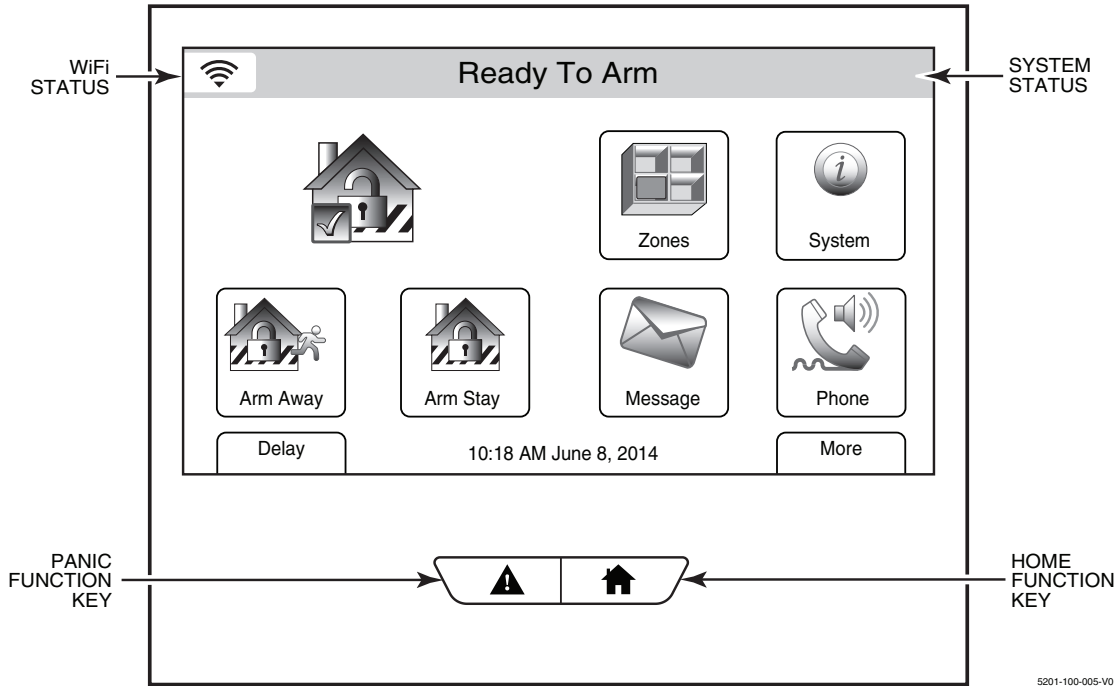 WiFi
STATUS
Ready To Arm
SYSTEM
STATUS
i
Zones
System
Arm Away
Arm Stay
Message
Phone
Delay
10:18 AM June 8, 2014
More
PANIC
FUNCTION
KEY
HOME
FUNCTION
KEY
5201-100-005-V0